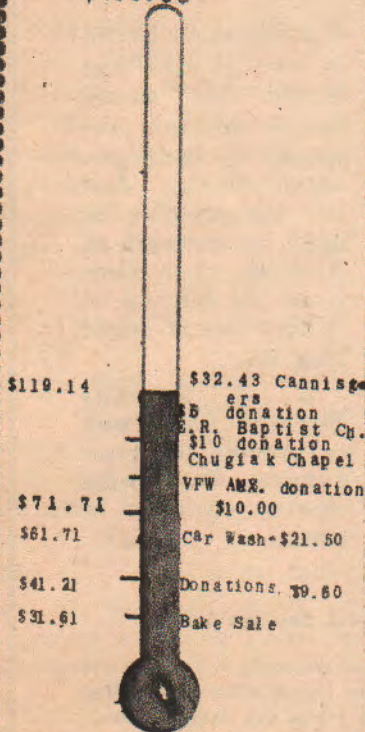 $119.14 $32.43 Cannist
ers
$5 donation
E.R. Baptist Ch.
$10 donation
Chugiak Chapel
VFW AUX. donation
$71.71 $10.00
$61.71 Car Wash-$21.50
$41.21 Donations. $9.60
$31.61 Bake Sale